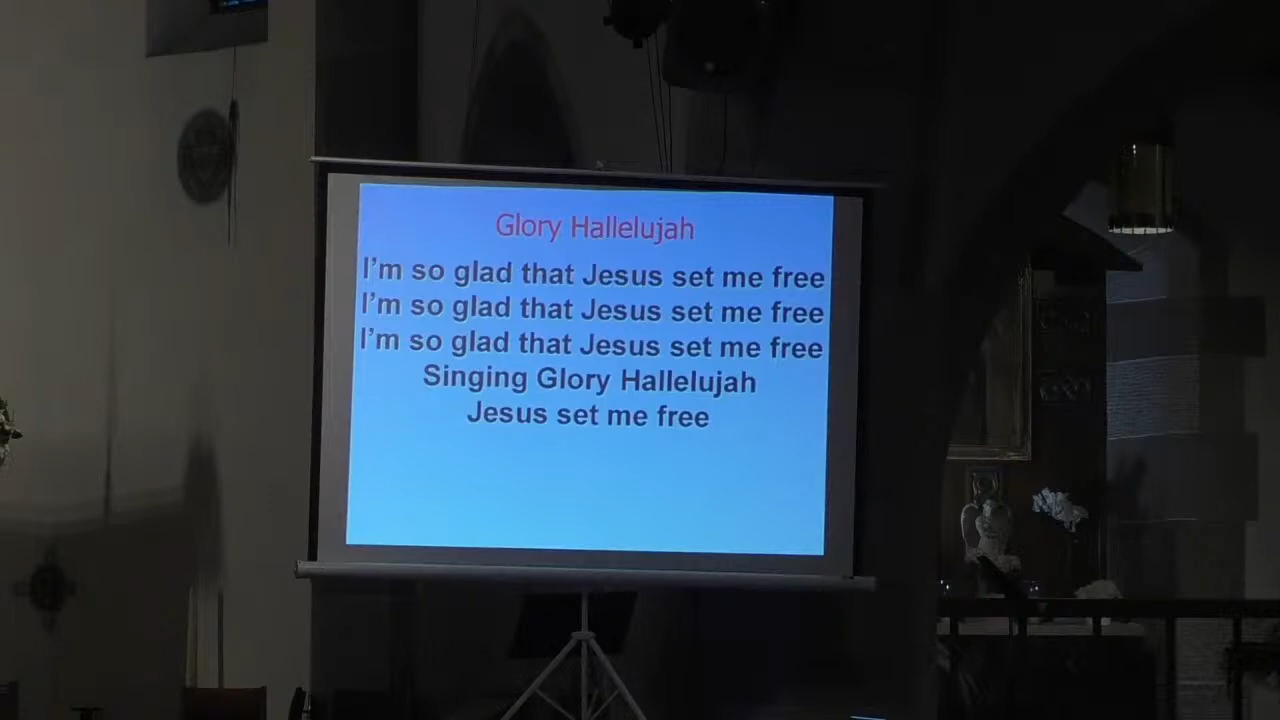 Glory Hallelujah
I'm so glad that Jesus set me free
I'm so glad that Jesus set me free
I'm so glad that Jesus set me free
Singing Glory Hallelujah
Jesus set me free